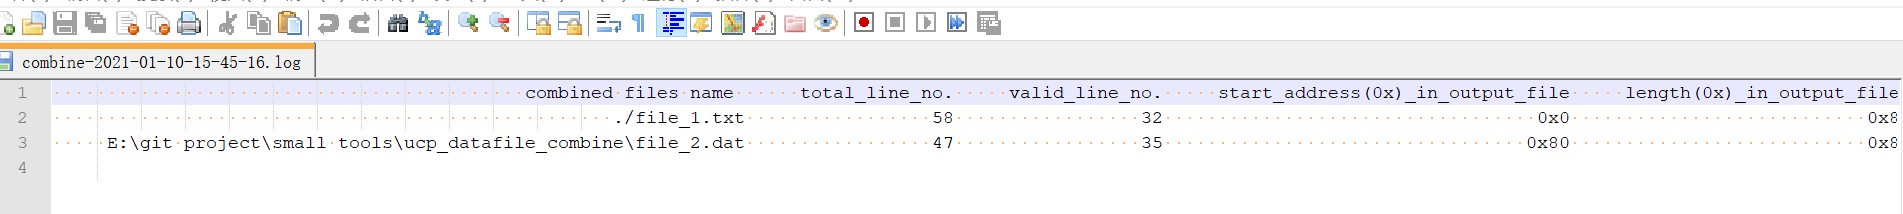 combine-2021-01-10-15-45-16.log
1 combined files name total_line_no. valid_line_no. start_address(0x)_in_output_file length(0x)_in_output_file
2 ./file_1.txt 58 32 0x0 0x8
3 E:\git project\small tools\ucp_datafile_combine\file_2.dat 47 35 0x80 0x8
4